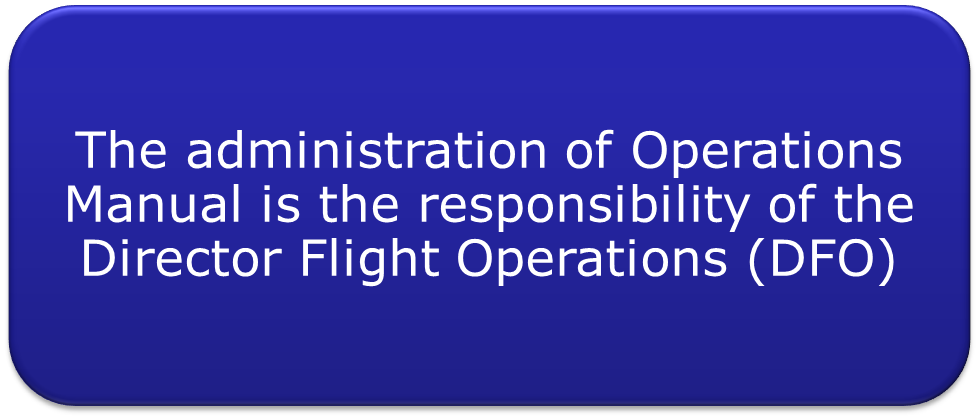 The administration of Operations
Manual is the responsibility of the
Director Flight Operations (DFO)